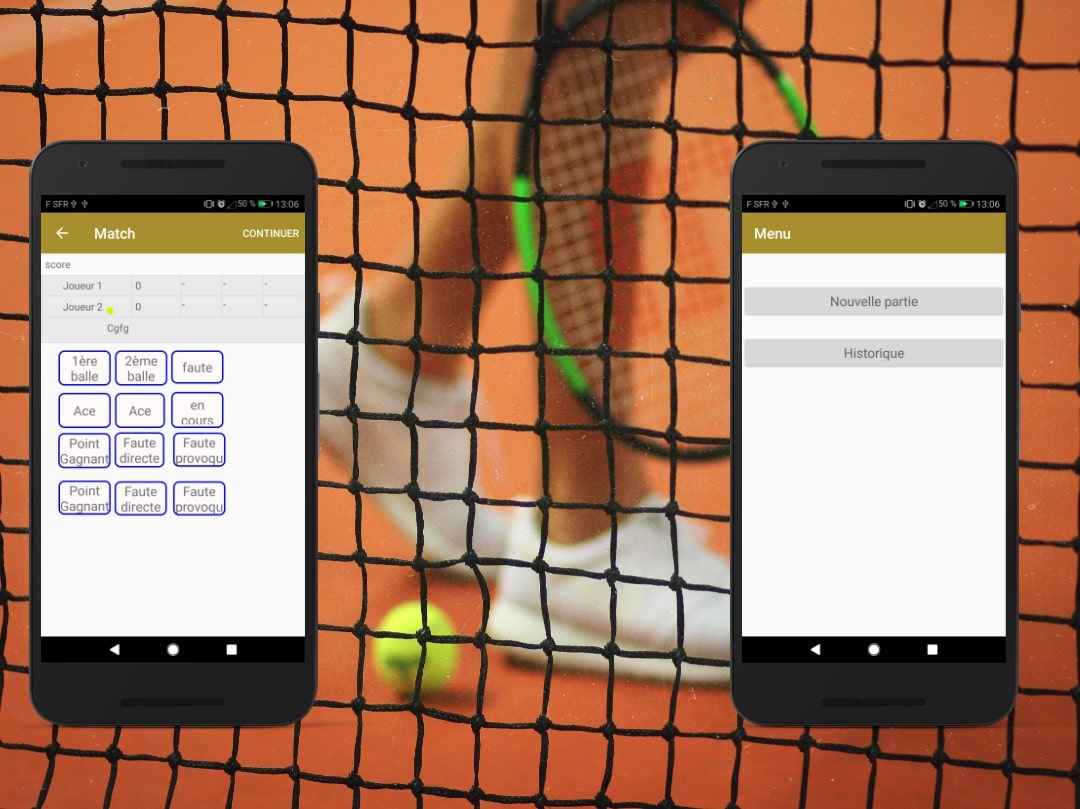 F SFR 50 % 13:06
Match CONTINUER
score
Joueur 1 0 - - -
Joueur 2 0 - - -
Cgfg
1ère balle
2ème balle
faute
Ace
Ace
en cours
Point Gagnant
Faute directe
Faute provoqu
Point Gagnant
Faute directe
Faute provoqu
F SFR 50 % 13:06
Menu
Nouvelle partie
Historique